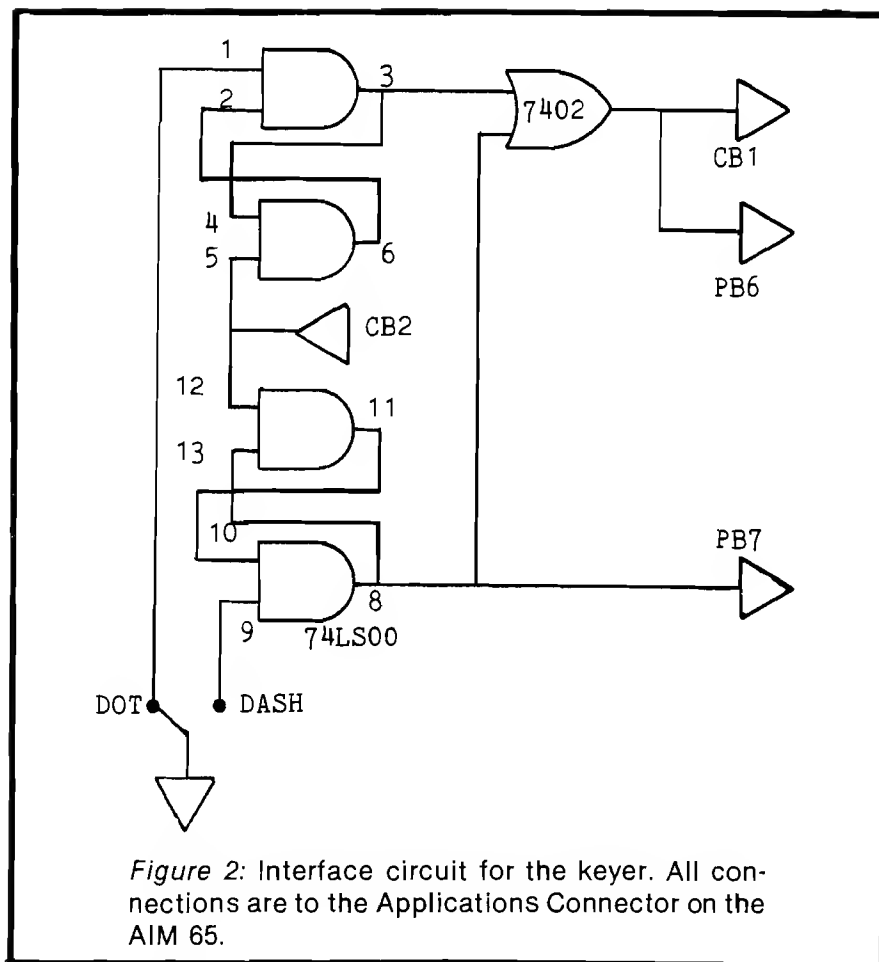 1
2
3
7402
CB1
4
5
6
PB6
CB2
12
11
13
10
PB7
8
9
74LS00
DOT
DASH
Figure 2: Interface circuit for the keyer. All con-
nections are to the Applications Connector on the
AIM 65.